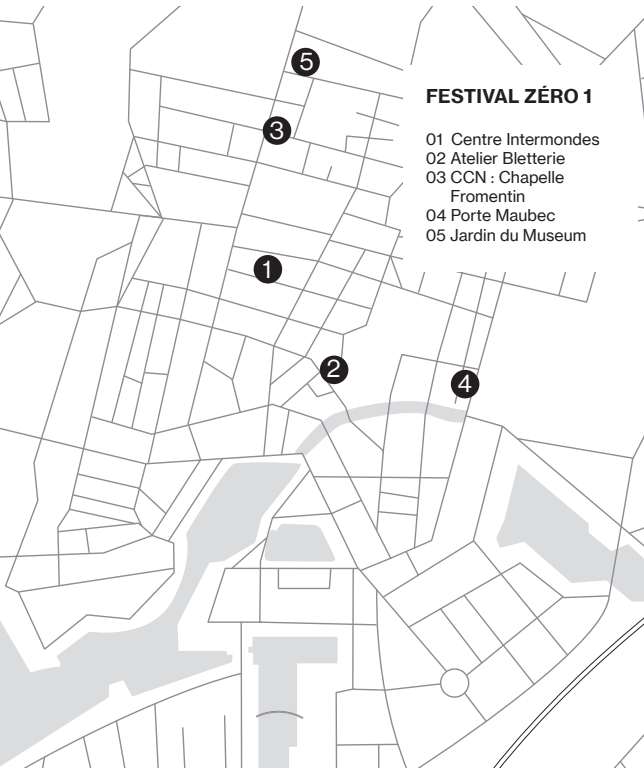 5
3
FESTIVAL ZÉRO 1
01 Centre Intermondes
02 Atelier Bletterie
03 CCN : Chapelle
Fromentin
04 Porte Maubec
05 Jardin du Museum
1
2
4